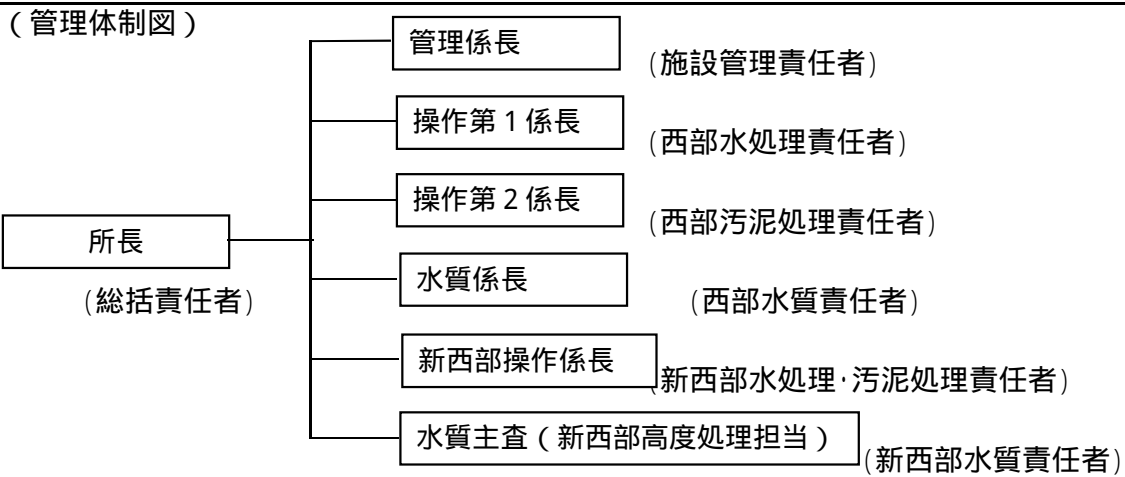 (管理体制図)
管理係長
(施設管理責任者)
操作第1係長
(西部水処理責任者)
操作第2係長
(西部汚泥処理責任者)
所長
(総括責任者)
水質係長
(西部水質責任者)
新西部操作係長
(新西部水処理・汚泥処理責任者)
水質主査(新西部高度処理担当)
(新西部水質責任者)